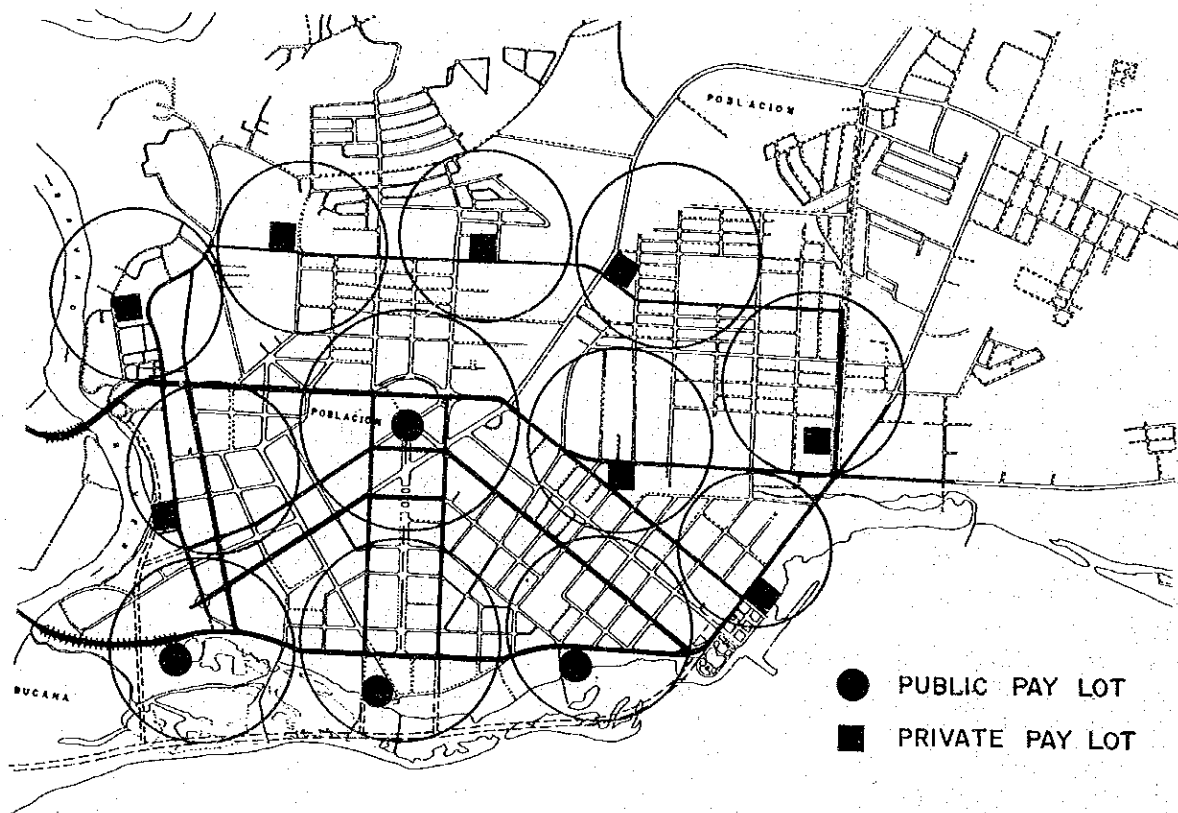 POBLACION
POBLACION
BUCANA
PUBLIC PAY LOT
PRIVATE PAY LOT